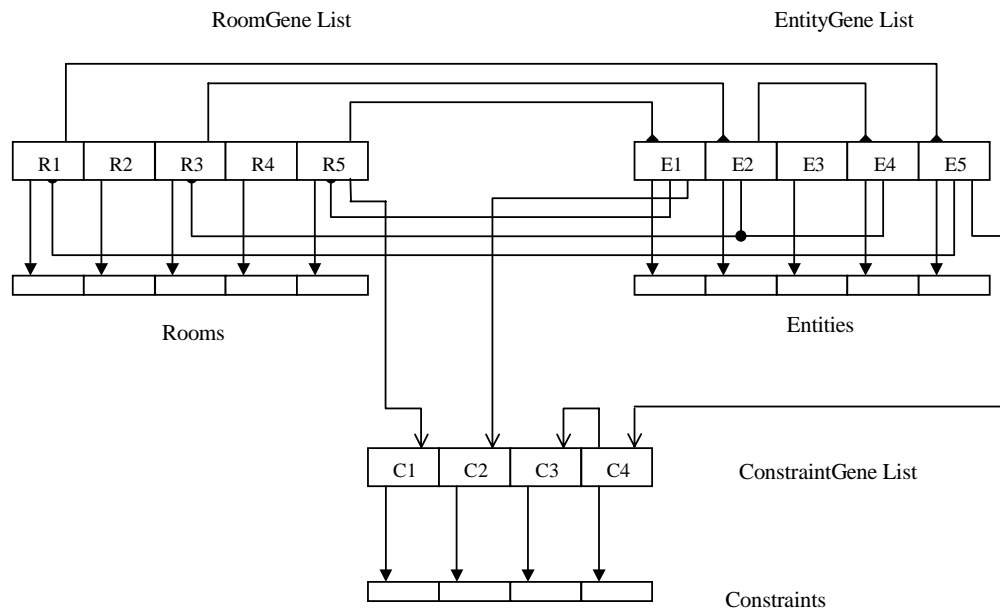 RoomGene List
EntityGene List
R1 R2 R3 R4 R5
E1 E2 E3 E4 E5
Rooms
Entities
C1 C2 C3 C4
ConstraintGene List
Constraints